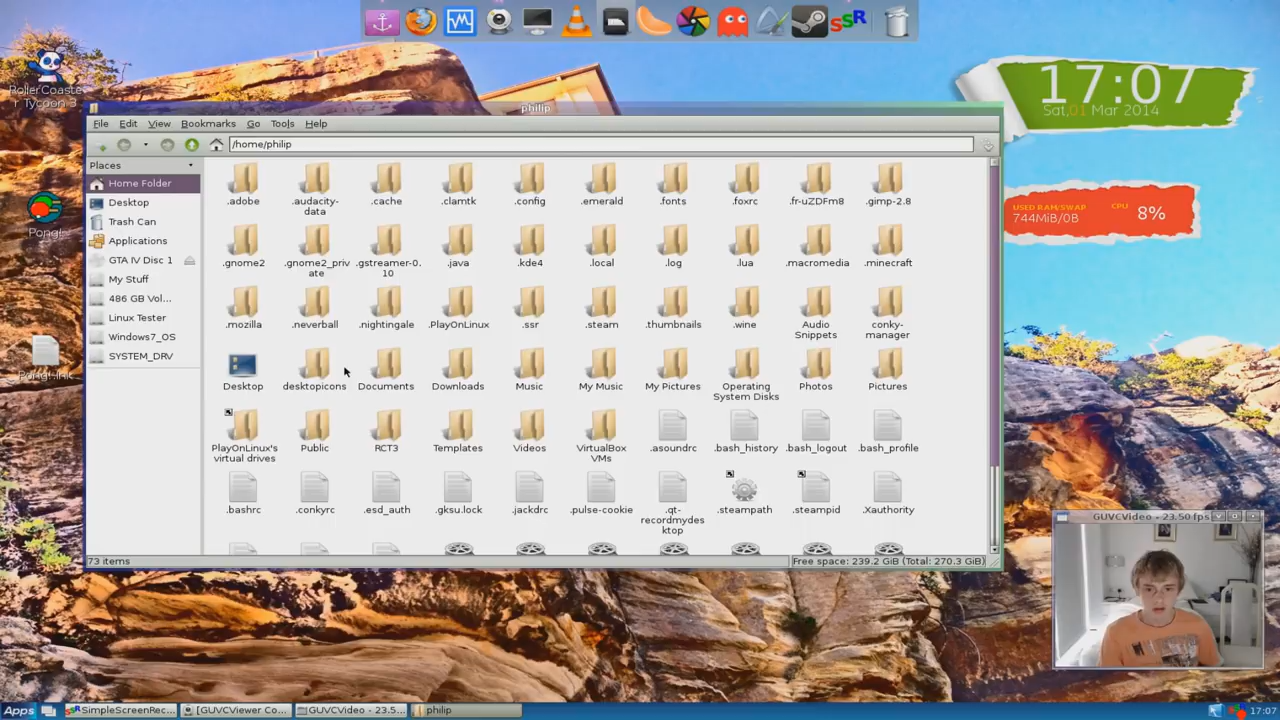 SSR
RollerCoaste
r Tycoon 3
Pong!
17:07
Sat,01 Mar 2014
USED RAM/SWAP
744MiB/0B
CPU
8%
philip
File Edit View Bookmarks Go Tools Help
/home/philip
Places
Home Folder
Desktop
Trash Can
Applications
GTA IV Disc 1
My Stuff
486 GB Vol...
Linux Tester
Windows7_OS
SYSTEM_DRV
.adobe
.audacity-
data
.cache
.clamtk
.config
.emerald
.fonts
.foxrc
.fr-uZDFm8
.gimp-2.8
.gnome2
.gnome2_priv
ate
.gstreamer-0.
10
.java
.kde4
.local
.log
.lua
.macromedia
.minecraft
.mozilla
.neverball
.nightingale
.PlayOnLinux
.ssr
.steam
.thumbnails
.wine
Audio
Snippets
conky-
manager
Desktop
desktopicons
Documents
Downloads
Music
My Music
My Pictures
Operating
System Disks
Photos
Pictures
PlayOnLinux's
virtual drives
Public
RCT3
Templates
Videos
VirtualBox
VMs
.asoundrc
.bash_history
.bash_logout
.bash_profile
.bashrc
.conkyrc
.esd_auth
.gksu.lock
.jackdrc
.pulse-cookie
.qt-
recordmydes
ktop
.steampath
.steampid
.Xauthority
73 items
Free space: 239.2 GiB (Total: 270.3 GiB)
GUVCVideo - 23.50 fps
Apps
SimpleScreenRec...
[GUVCViewer Co...
GUVCVideo - 23.5...
philip
17:07